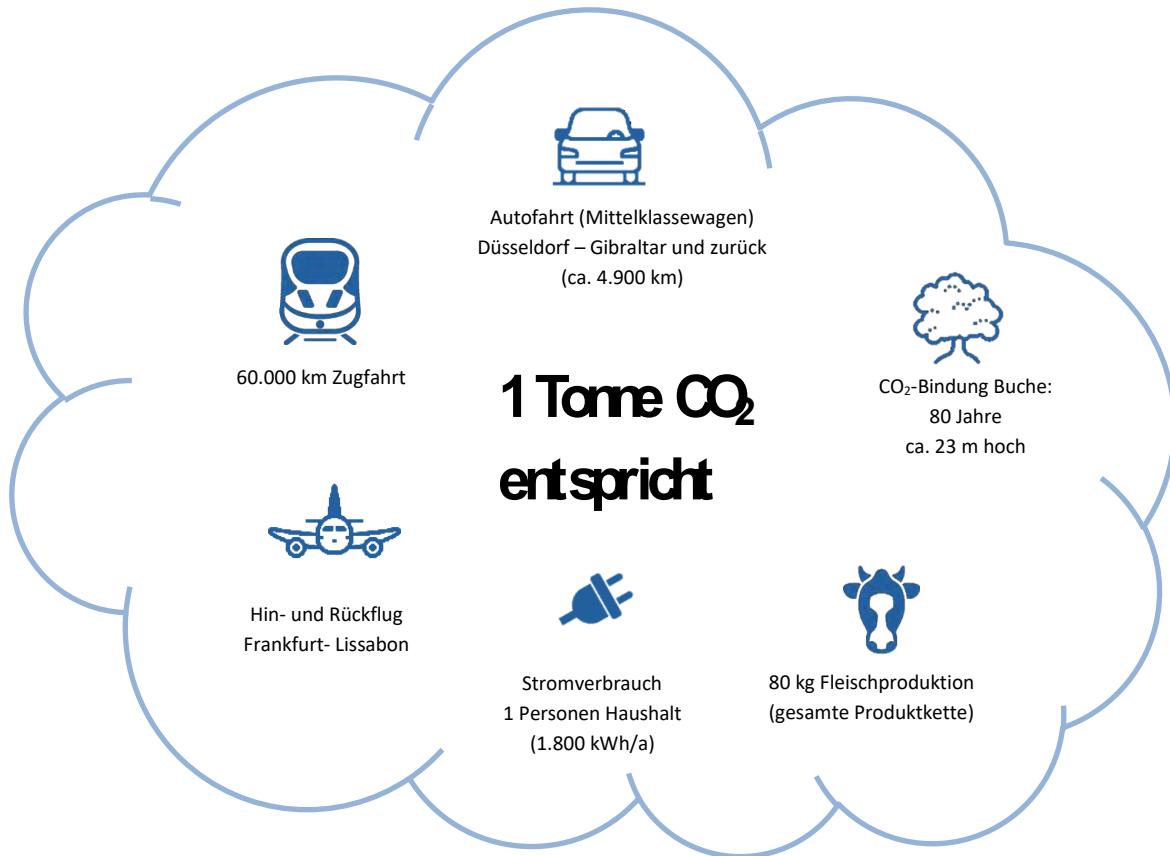 Autofahrt (Mittelklassewagen)
Düsseldorf – Gibraltar und zurück
(ca. 4.900 km)
60.000 km Zugfahrt
CO₂-Bindung Buche:
80 Jahre
ca. 23 m hoch
1 Tonne CO₂
entspricht
Hin- und Rückflug
Frankfurt- Lissabon
Stromverbrauch
1 Personen Haushalt
(1.800 kWh/a)
80 kg Fleischproduktion
(gesamte Produktkette)